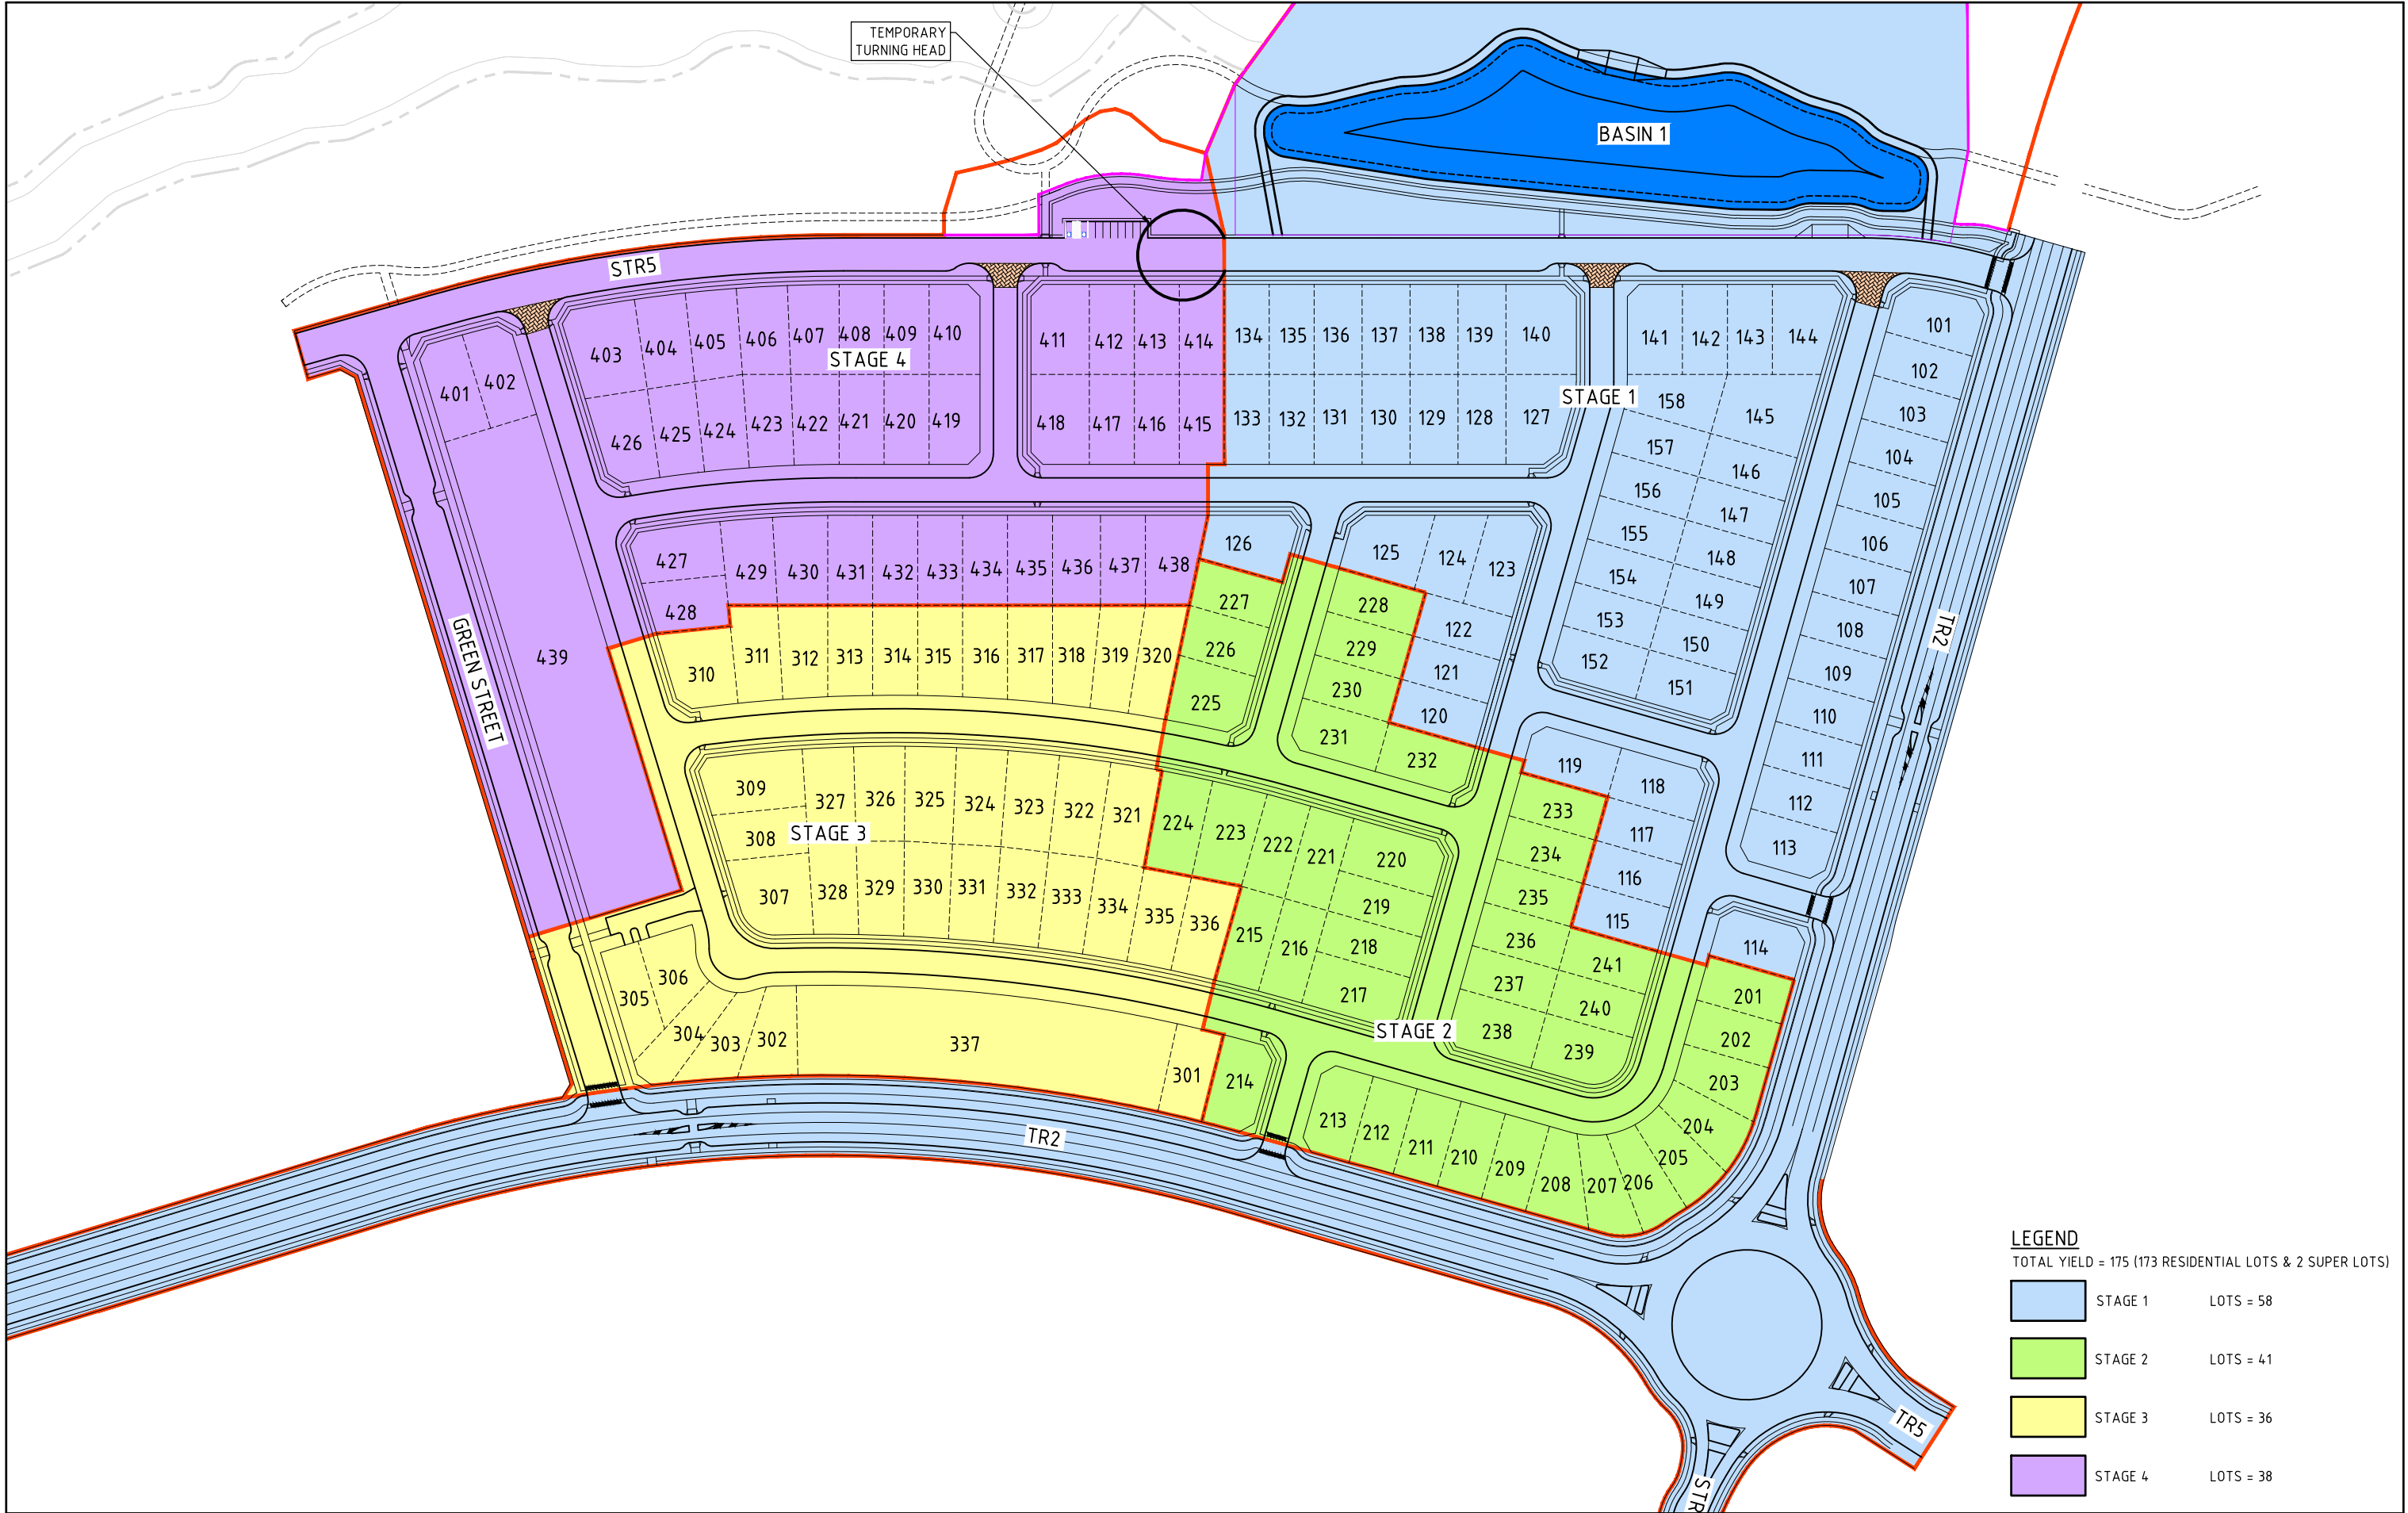 TEMPORARY
TURNING HEAD
BASIN 1
STR5
101
102
103
104
105
106
107
108
109
110
111
112
113
114
403 404 405 406 407 408 409 410
STAGE 4
411 412 413 414
134 135 136 137 138 139 140
141 142 143 144
401 402
426 425 424 423 422 421 420 419
418 417 416 415
133 132 131 130 129 128 127
STAGE 1
158 145
157 146
156 147
155 148
154 149
153 150
152 151
427
428
429 430 431 432 433 434 435 436 437 438
126
125 124 123
122
121
120
227
226
225
228
229
230
231
232
439
GREEN STREET
TR2
310 311 312 313 314 315 316 317 318 319 320
119 118
117
116
115
309
308
307
327 326 325 324 323 322 321
STAGE 3
328 329 330 331 332 333 334 335 336
224 223 222 221 220
219
218
217
215 216
233
234
235
236
237
238
241
240
239
STAGE 2
201
202
203
204
205
206
207
208
209
210
211
212
213
214
306
305
304 303 302
337
301
TR2
TR5
STR
LEGEND
TOTAL YIELD = 175 (173 RESIDENTIAL LOTS & 2 SUPER LOTS)
STAGE 1 LOTS = 58
STAGE 2 LOTS = 41
STAGE 3 LOTS = 36
STAGE 4 LOTS = 38